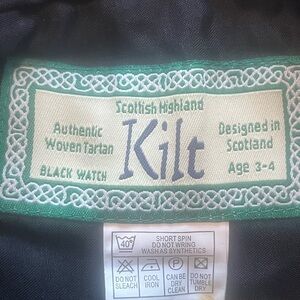 Scottish Highland
Authentic
Woven Tartan
Kilt
Designed in
Scotland
BLACK WATCH
Age 3-4
40°
SHORT SPIN
DO NOT WRING
WASH AS SYNTHETICS
P
DO NOT
BLEACH
COOL
IRON
CAN BE
DRY
CLEAN
DO NOT
TUMBLE
DRY